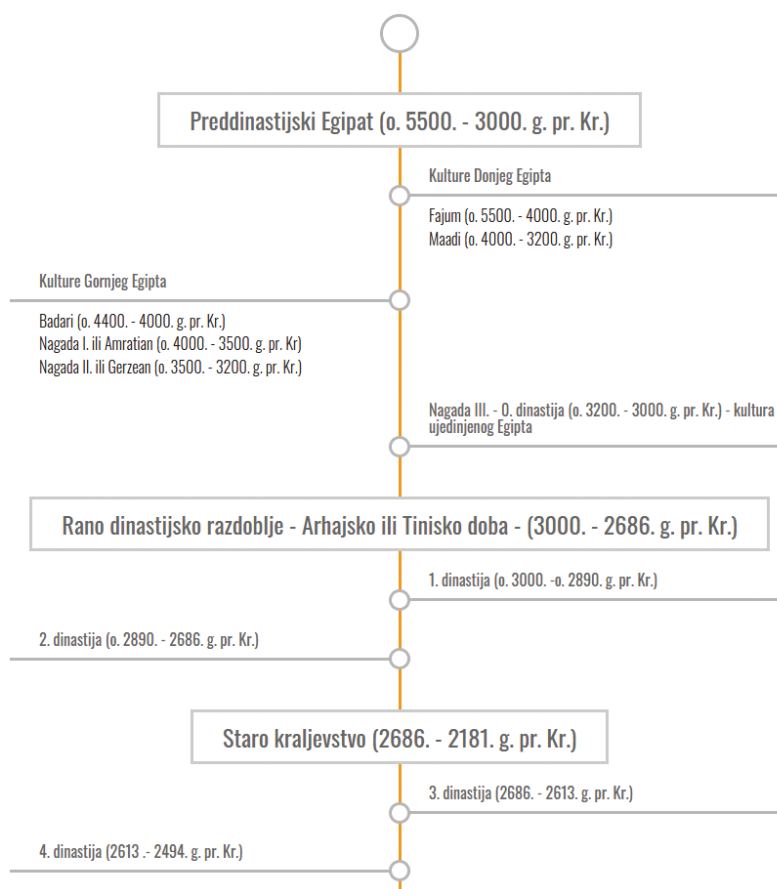 Preddinastijski Egipat (o. 5500. - 3000. g. pr. Kr.)
Kulture Donjeg Egipta
Fajum (o. 5500. - 4000. g. pr. Kr.)
Maadi (o. 4000. - 3200. g. pr. Kr.)
Kulture Gornjeg Egipta
Badari (o. 4400. - 4000. g. pr. Kr.)
Nagada I. ili Amratian (o. 4000. - 3500. g. pr. Kr)
Nagada II. ili Gerzean (o. 3500. - 3200. g. pr. Kr.)
Nagada III. - 0. dinastija (o. 3200. - 3000. g. pr. Kr.) - kultura
ujedinjenog Egipta
Rano dinastijsko razdoblje - Arhajsko ili Tinisko doba - (3000. - 2686. g. pr. Kr.)
1. dinastija (o. 3000. -o. 2890. g. pr. Kr.)
2. dinastija (o. 2890. - 2686. g. pr. Kr.)
Staro kraljevstvo (2686. - 2181. g. pr. Kr.)
3. dinastija (2686. - 2613. g. pr. Kr.)
4. dinastija (2613 .- 2494. g. pr. Kr.)